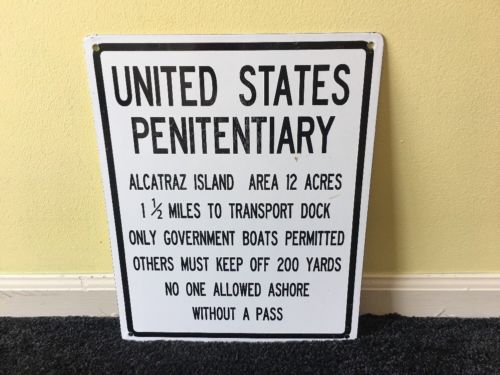 UNITED STATES
PENITENTIARY
ALCATRAZ ISLAND AREA 12 ACRES
1 ½ MILES TO TRANSPORT DOCK
ONLY GOVERNMENT BOATS PERMITTED
OTHERS MUST KEEP OFF 200 YARDS
NO ONE ALLOWED ASHORE
WITHOUT A PASS